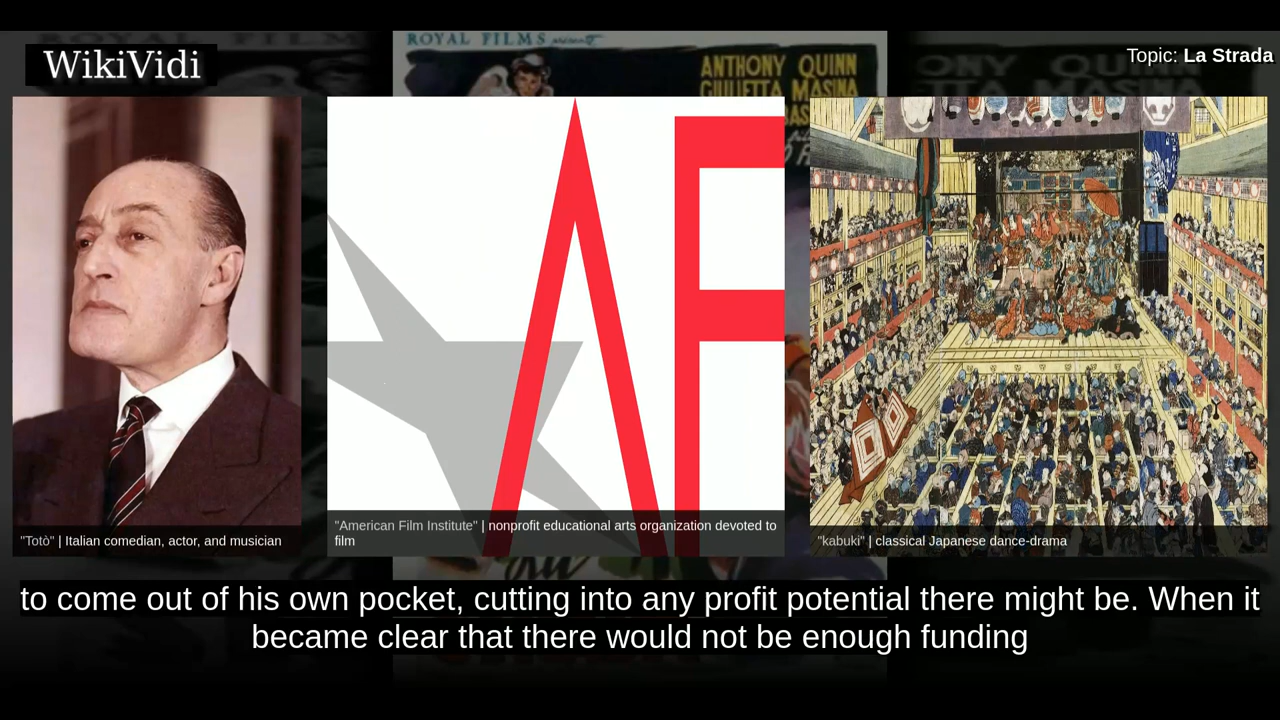 ROYAL FILMS present
WikiVidi
Topic: La Strada
ANTHONY QUINN
GIULIETTA MASINA
AF
"Totò" | Italian comedian, actor, and musician
"American Film Institute" | nonprofit educational arts organization devoted to
film
"kabuki" | classical Japanese dance-drama
to come out of his own pocket, cutting into any profit potential there might be. When it
became clear that there would not be enough funding